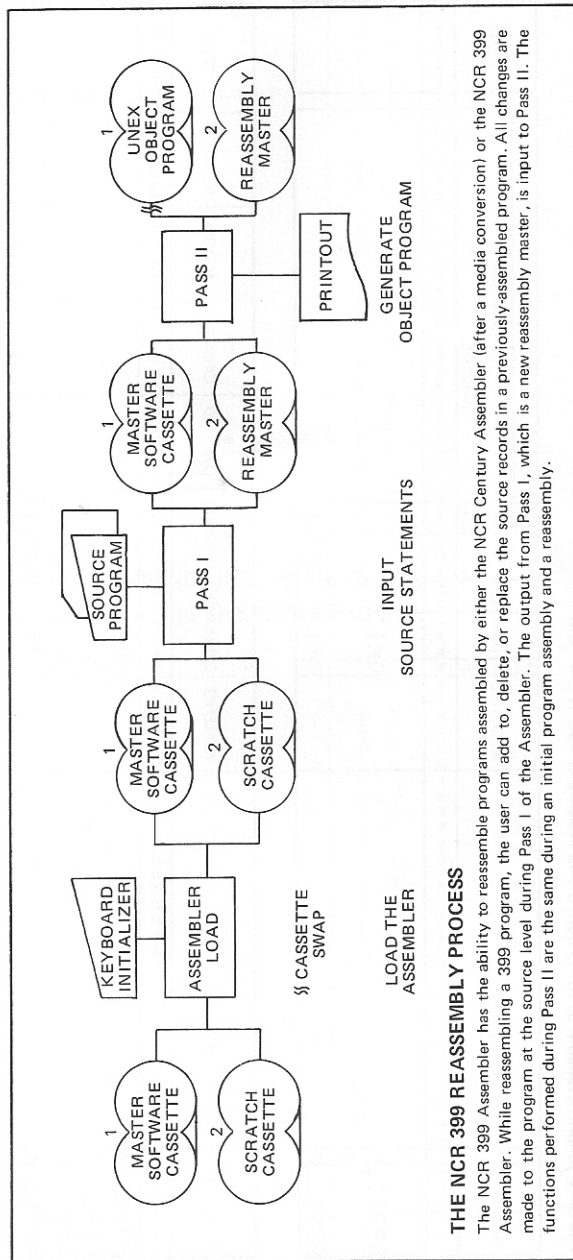 1
MASTER
SOFTWARE
CASSETTE
2
SCRATCH
CASSETTE
KEYBOARD
INITIALIZER
ASSEMBLER
LOAD
CASSETTE
SWAP
LOAD THE
ASSEMBLER
1
MASTER
SOFTWARE
CASSETTE
2
SCRATCH
CASSETTE
SOURCE
PROGRAM
PASS I
INPUT
SOURCE STATEMENTS
1
MASTER
SOFTWARE
CASSETTE
2
REASSEMBLY
MASTER
PASS II
PRINTOUT
GENERATE
OBJECT PROGRAM
1
UNEX
OBJECT
PROGRAM
2
REASSEMBLY
MASTER
THE NCR 399 REASSEMBLY PROCESS
The NCR 399 Assembler has the ability to reassemble programs assembled by either the NCR Century Assembler (after a media conversion) or the NCR 399
Assembler. While reassembling a 399 program, the user can add to, delete, or replace the source records in a previously-assembled program. All changes are
made to the program at the source level during Pass I of the Assembler. The output from Pass I, which is a new reassembly master, is input to Pass II. The
functions performed during Pass II are the same during an initial program assembly and a reassembly.